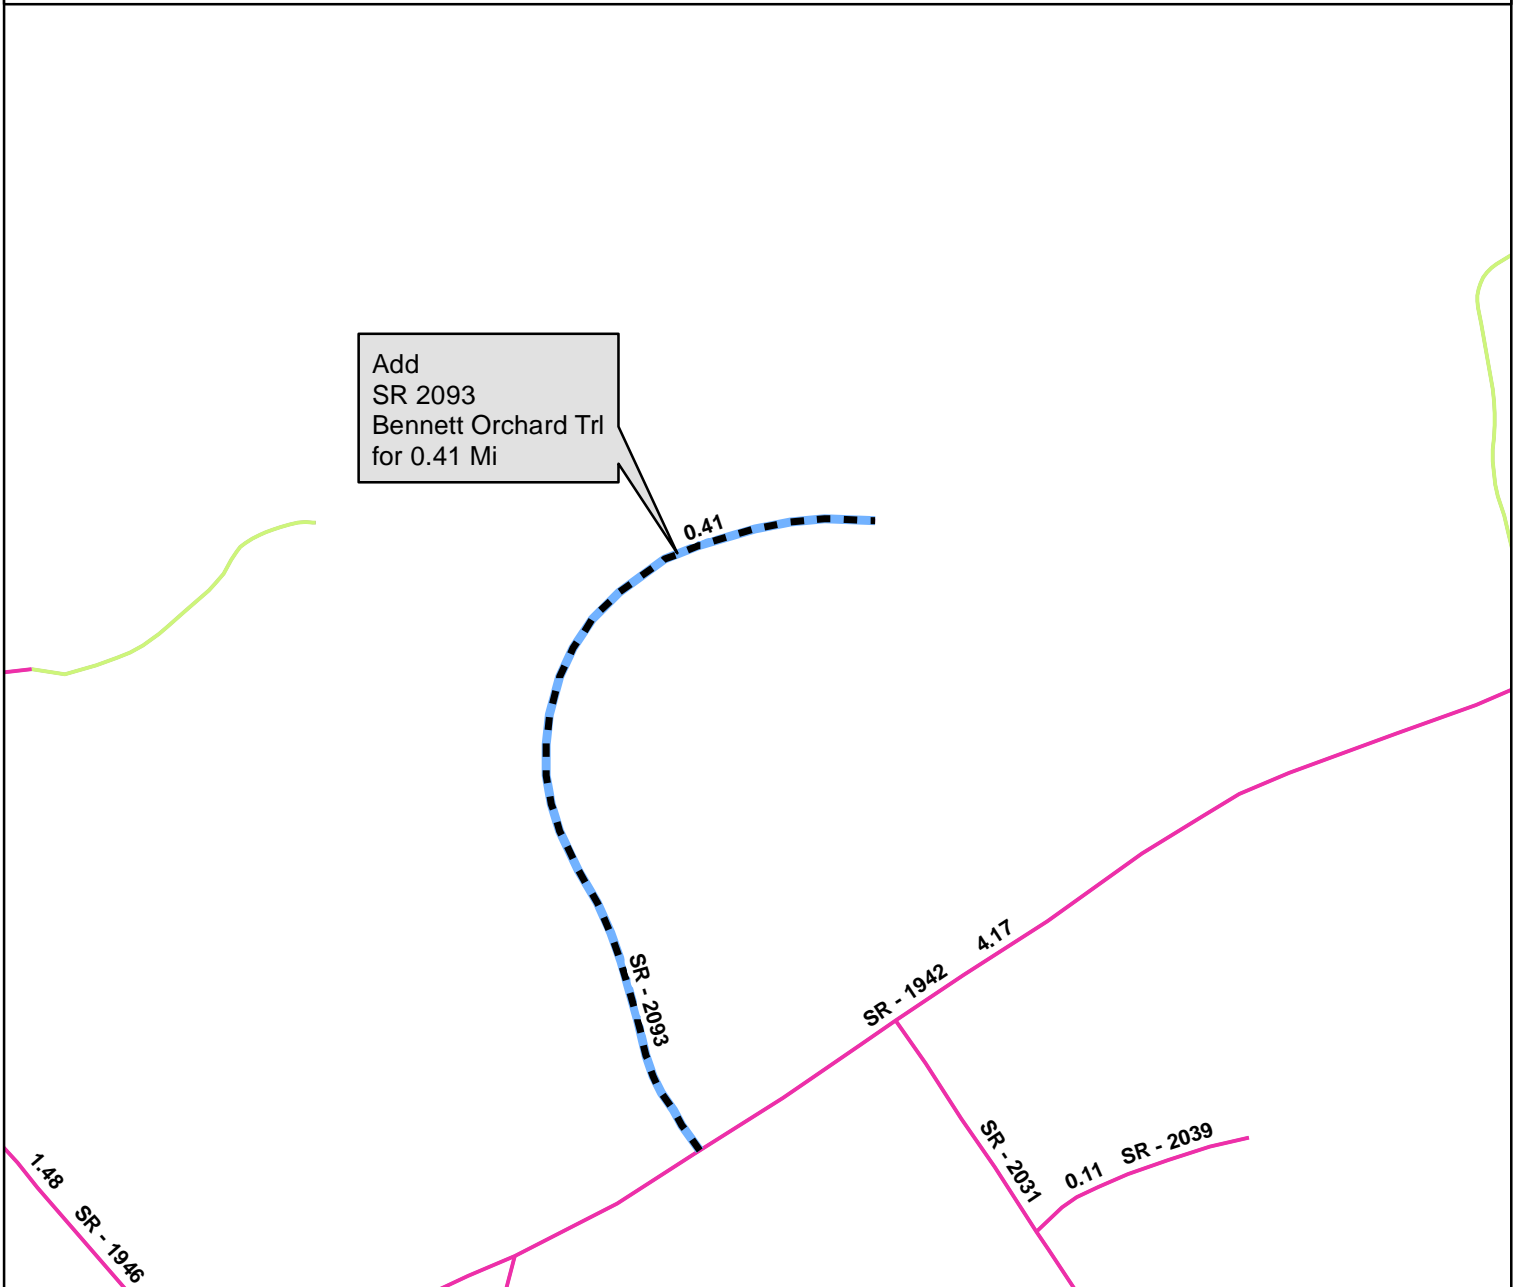 Add
SR 2093
Bennett Orchard Trl
for 0.41 Mi
0.41
4.17
SR - 1942
SR - 2093
SR - 2031
0.11 SR - 2039
1.48 SR - 1946